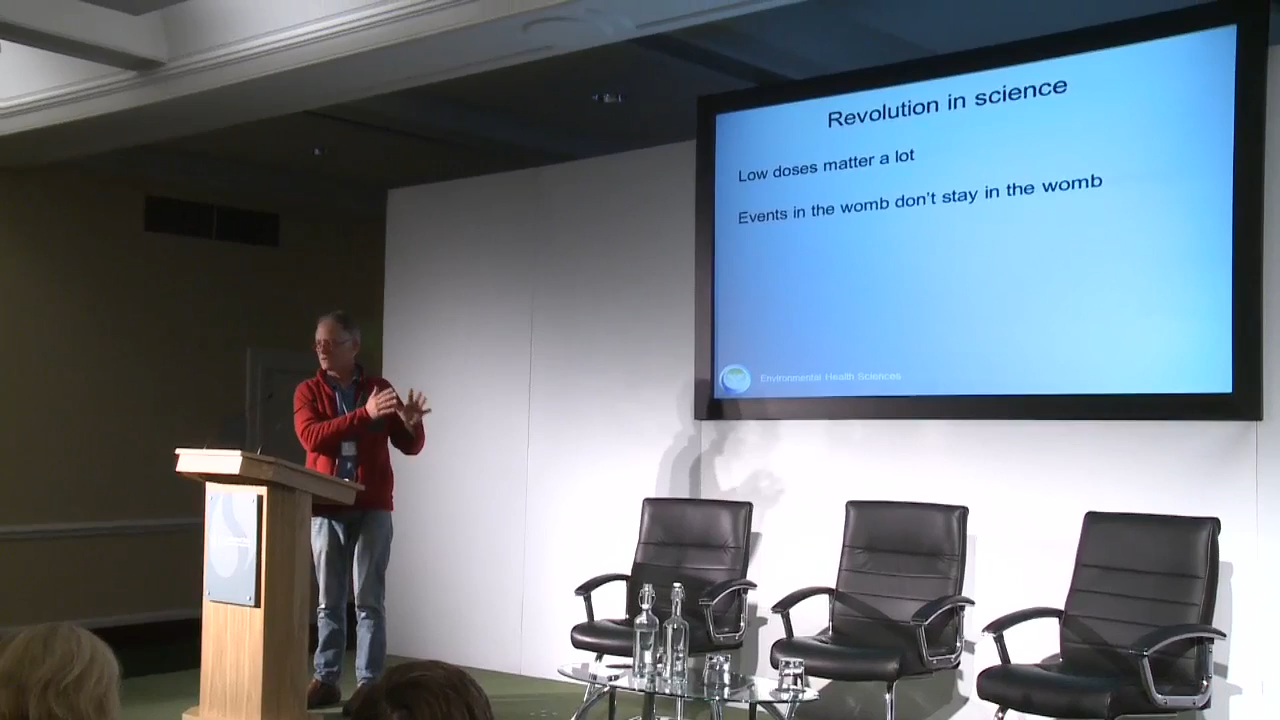 Revolution in science
Low doses matter a lot
Events in the womb don't stay in the womb
Environmental Health Sciences